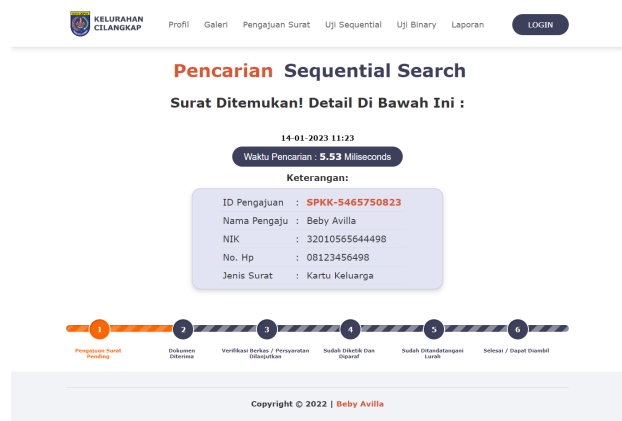 KELURAHAN
CILANGKAP
Profil Galeri Pengajuan Surat Uji Sequential Uji Binary Laporan LOGIN
Pencarian Sequential Search
Surat Ditemukan! Detail Di Bawah Ini :
14-01-2023 11:23
Waktu Pencarian : 5.53 Miliseconds
Keterangan:
ID Pengajuan : SPKK-5465750823
Nama Pengaju : Beby Avilla
NIK : 32010565644498
No. Hp : 08123456498
Jenis Surat : Kartu Keluarga
1 2 3 4 5 6
Pengajuan Surat
Pending
Dokumen
Diterima
Verifikasi Berkas / Persyaratan
Dilanjutkan
Sudah Diketik Dan
Diparaf
Sudah Ditandatangani
Lurah
Selesai / Dapat Diambil
Copyright © 2022 | Beby Avilla